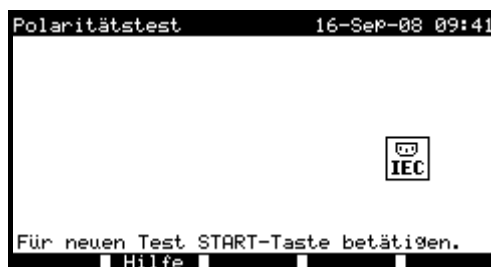 Polaritätstest 16-Sep-08 09:41
IEC
Für neuen Test START-Taste betätigen.
Hilfe